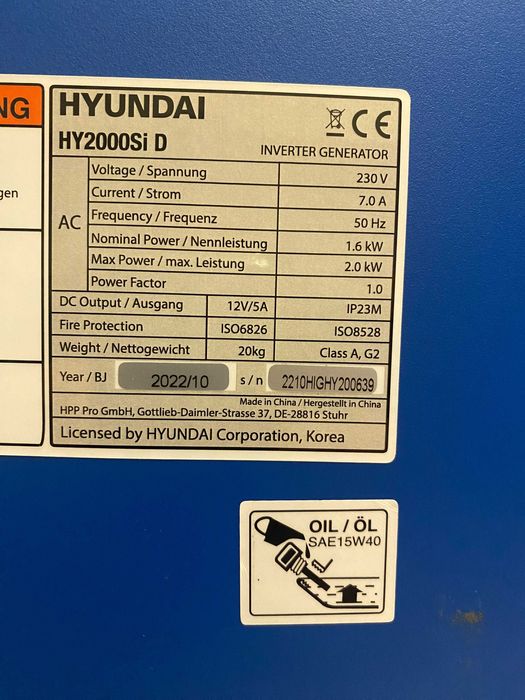 NG
gen
HYUNDAI
CE
HY2000Si D
INVERTER GENERATOR
AC
Voltage / Spannung 230 V
Current / Strom 7.0 A
Frequency / Frequenz 50 Hz
Nominal Power / Nennleistung 1.6 kW
Max Power / max. Leistung 2.0 kW
Power Factor 1.0
DC Output / Ausgang 12V/5A IP23M
Fire Protection ISO6826 ISO8528
Weight / Nettogewicht 20kg Class A, G2
Year / BJ 2022/10 s / n 2210HIGHY200639
Made in China / Hergestellt in China
HPP Pro GmbH, Gottlieb-Daimler-Strasse 37, DE-28816 Stuhr
Licensed by HYUNDAI Corporation, Korea
OIL / ÖL
SAE15W40